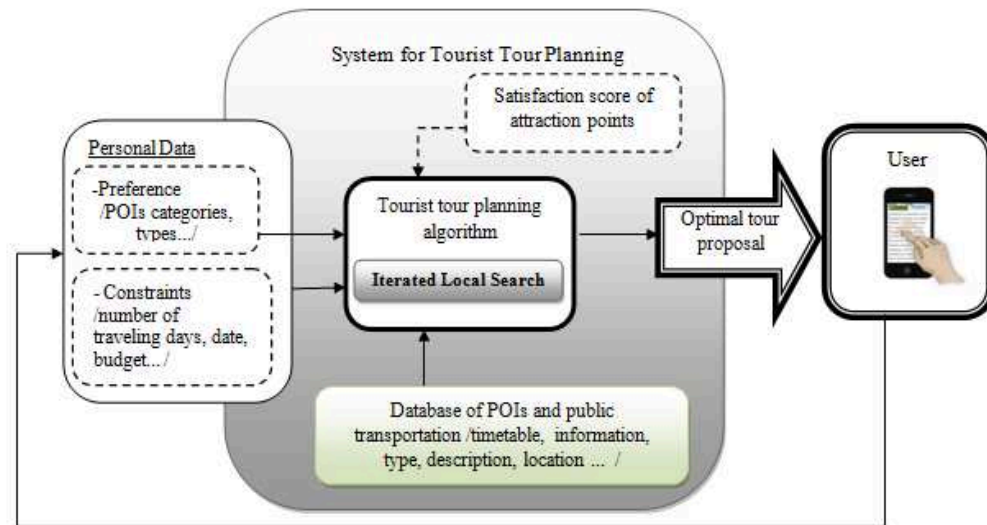 System for Tourist Tour Planning
Satisfaction score of
attraction points
Personal Data
-Preference
/POIs categories,
types.../
- Constraints
/number of
traveling days, date,
budget... /
Tourist tour planning
algorithm
Iterated Local Search
Optimal tour
proposal
User
Database of POIs and public
transportation /timetable, information,
type, description, location ... /